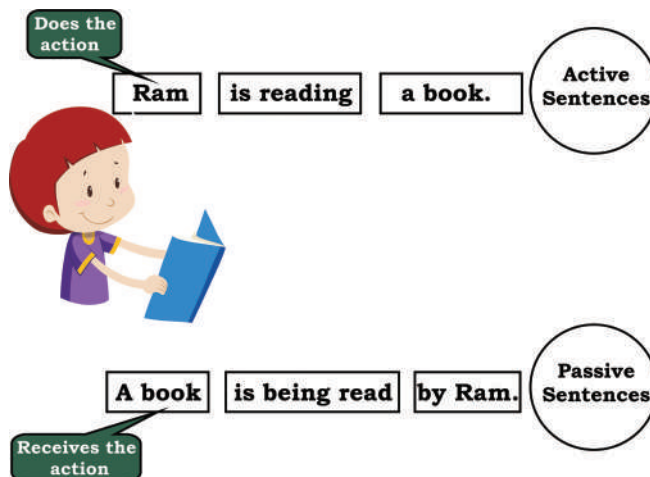 Does the
action
Ram is reading a book.
Active
Sentences
A book is being read by Ram.
Passive
Sentences
Receives the
action